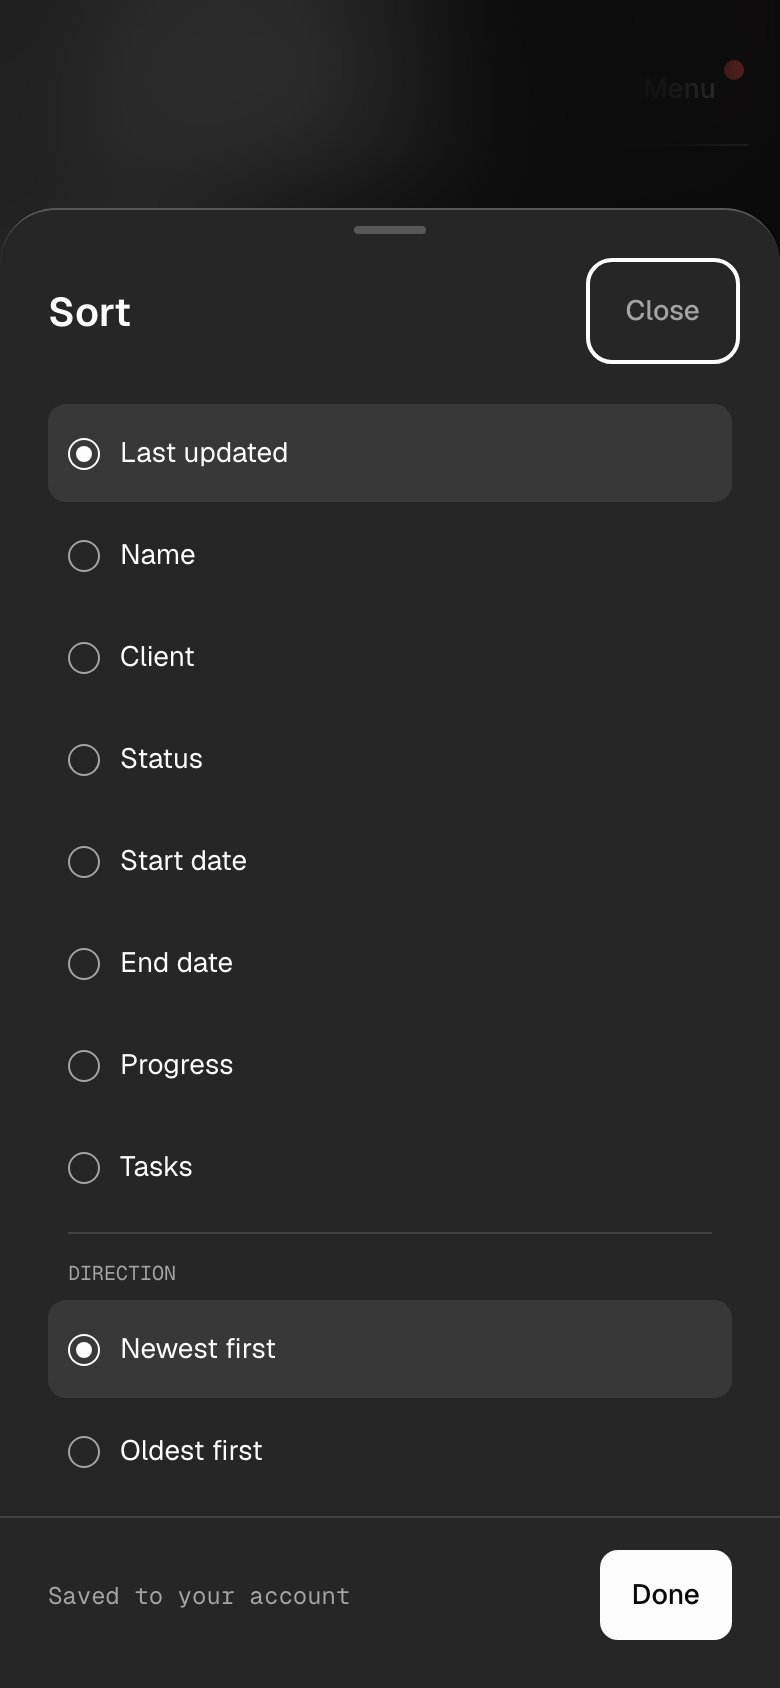 Menu
Sort
Close
Last updated
Name
Client
Status
Start date
End date
Progress
Tasks
DIRECTION
Newest first
Oldest first
Saved to your account
Done